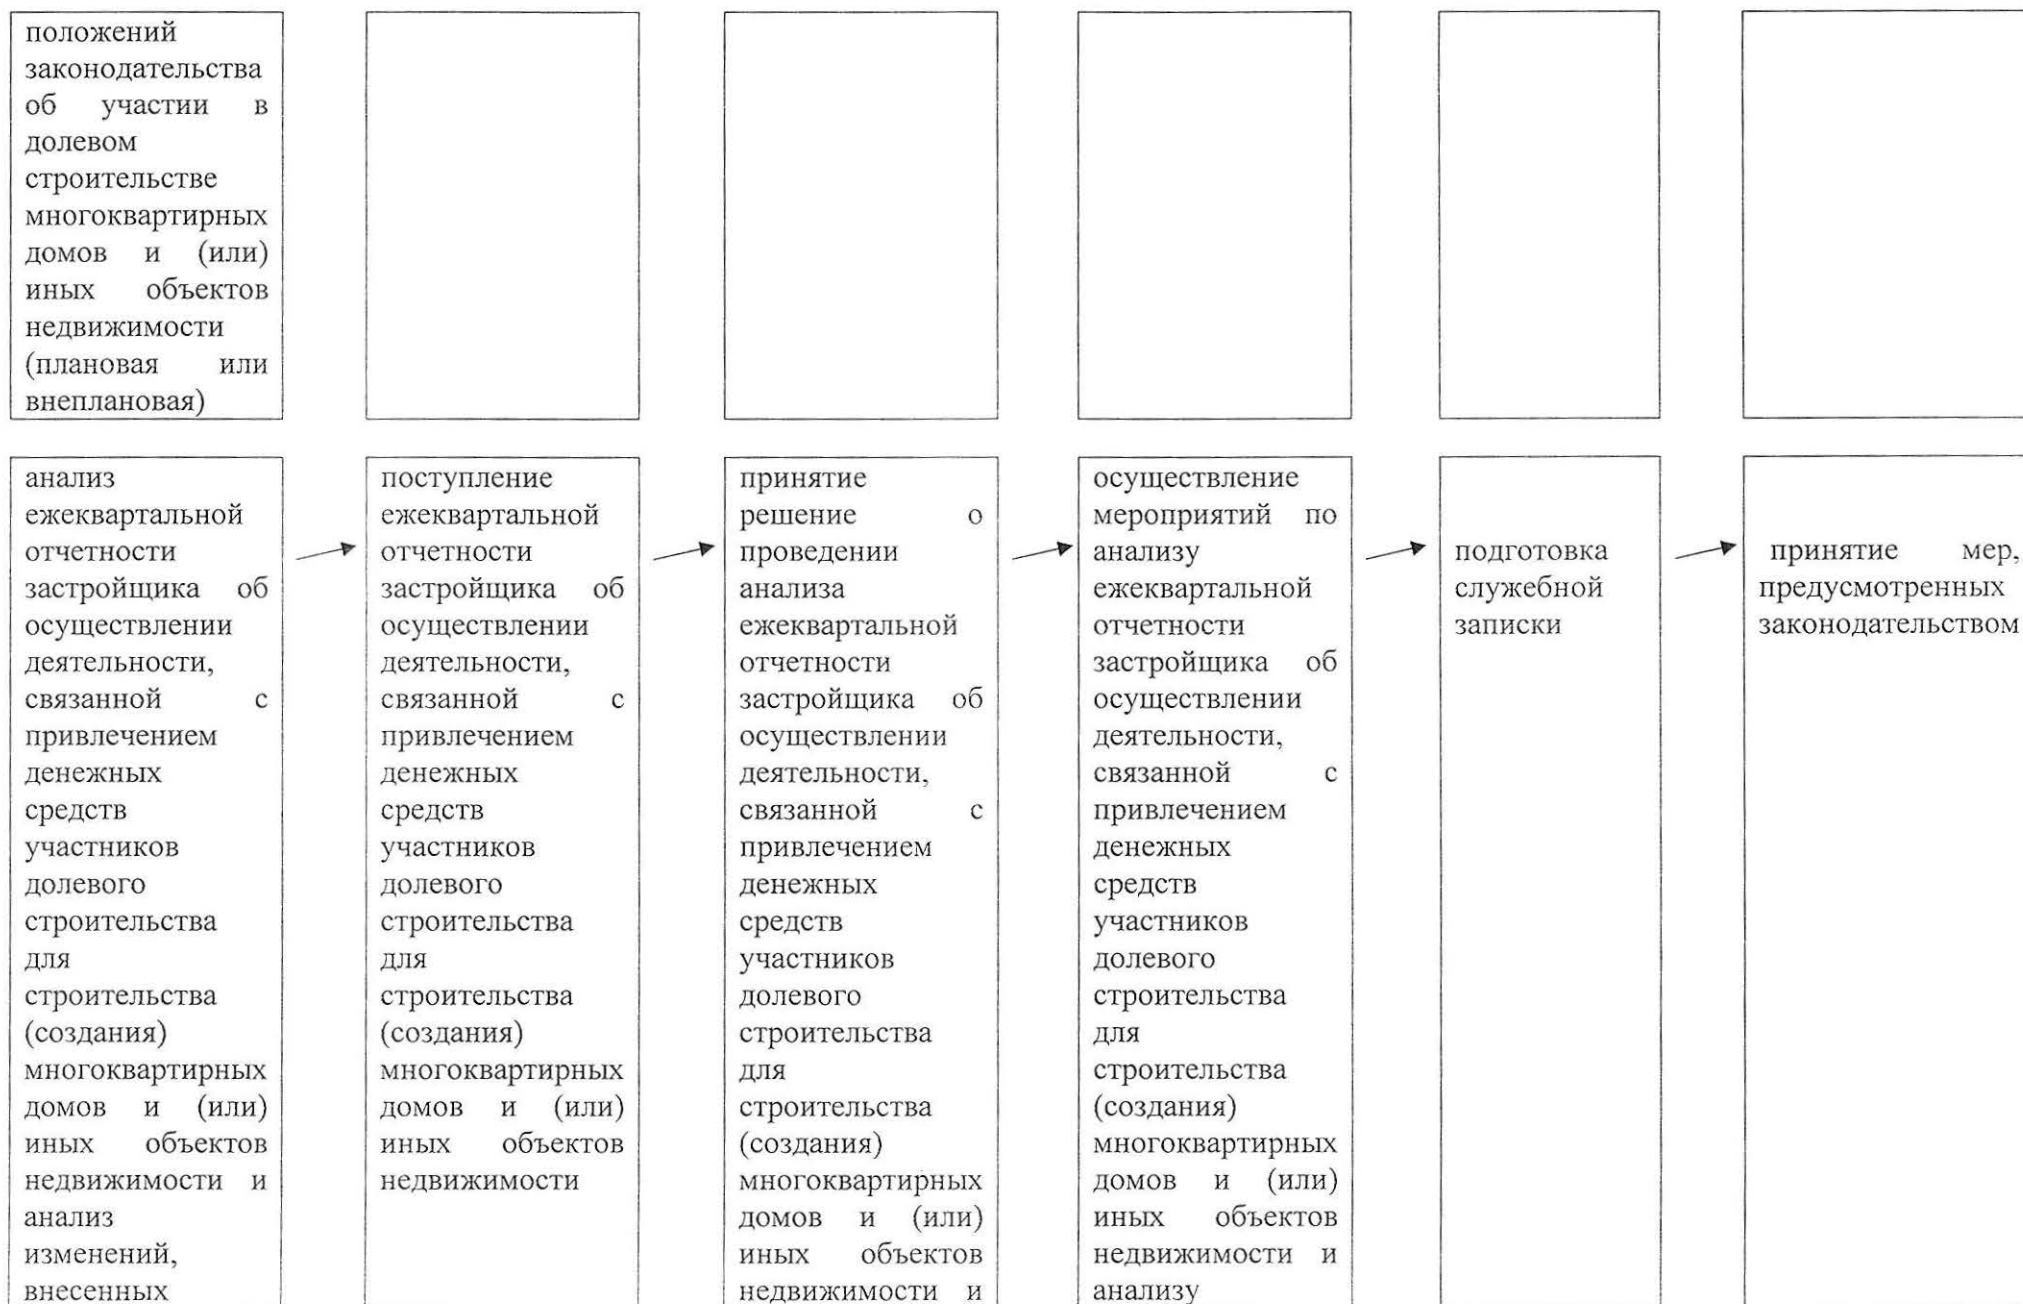 положений
законодательства
об участии в
долевом
строительстве
многоквартирных
домов и (или)
иных объектов
недвижимости
(плановая или
внеплановая)
анализ
ежеквартальной
отчетности
застройщика об
осуществлении
деятельности,
связанной с
привлечением
денежных
средств
участников
долевого
строительства
для
строительства
(создания)
многоквартирных
домов и (или)
иных объектов
недвижимости и
анализ
изменений,
внесенных
поступление
ежеквартальной
отчетности
застройщика об
осуществлении
деятельности,
связанной с
привлечением
денежных
средств
участников
долевого
строительства
для
строительства
(создания)
многоквартирных
домов и (или)
иных объектов
недвижимости
принятие
решение о
проведении
анализа
ежеквартальной
отчетности
застройщика об
осуществлении
деятельности,
связанной с
привлечением
денежных
средств
участников
долевого
строительства
для
строительства
(создания)
многоквартирных
домов и (или)
иных объектов
недвижимости и
осуществление
мероприятий по
анализу
ежеквартальной
отчетности
застройщика об
осуществлении
деятельности,
связанной с
привлечением
денежных
средств
участников
долевого
строительства
для
строительства
(создания)
многоквартирных
домов и (или)
иных объектов
недвижимости и
анализу
подготовка
служебной
записки
принятие мер,
предусмотренных
законодательством